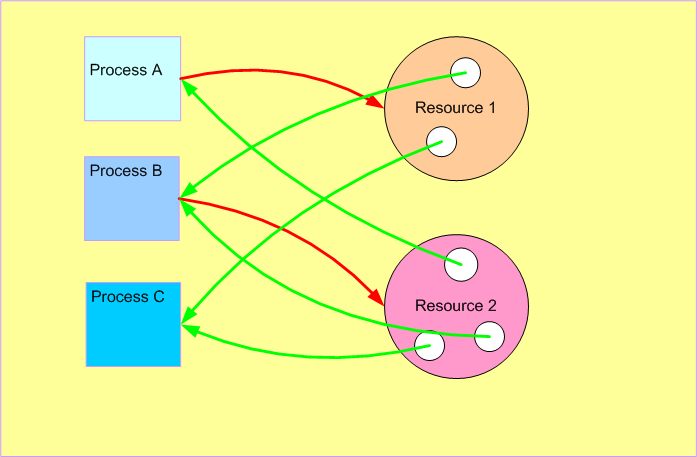 Process A
Resource 1
Process B
Process C
Resource 2